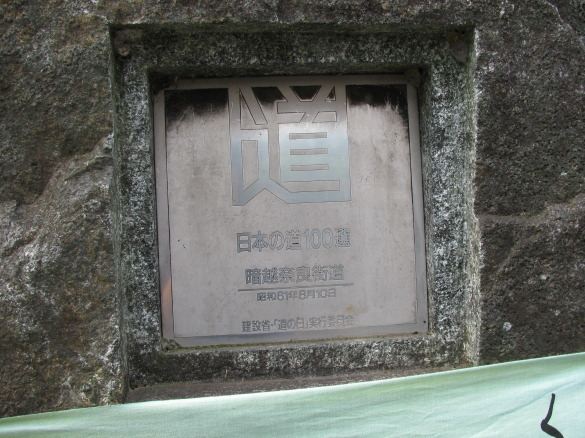 道
日本の道100選
暗越奈良街道
昭和61年8月10日
建設省・「道の日」実行委員会
く